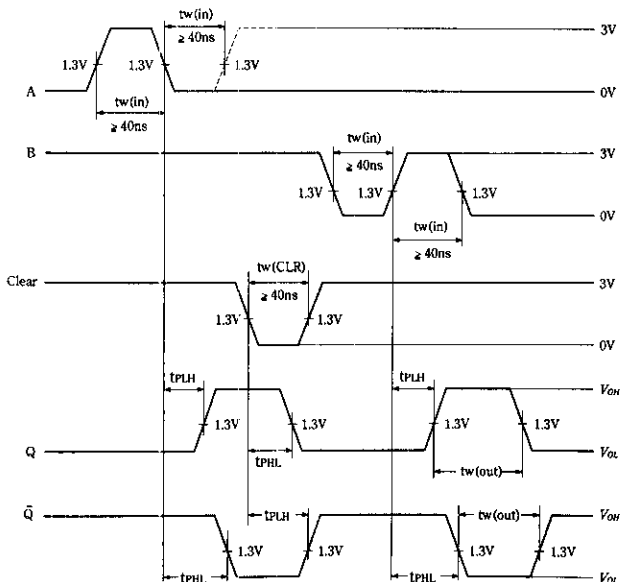 tw(in)
≧ 40ns
3V
1.3V 1.3V 1.3V
A
tw(in)
0V
≧ 40ns
B
tw(in)
3V
≧ 40ns
1.3V 1.3V 1.3V
0V
tw(in)
≧ 40ns
Clear
tw(CLR)
3V
≧ 40ns
1.3V 1.3V
0V
tPLH tPLH
VOH
1.3V 1.3V 1.3V 1.3V
Q
tPHL
VOL
tw(out)
Q̄
tPLH
tw(out)
VOH
1.3V 1.3V 1.3V 1.3V
tPHL tPHL
VOL